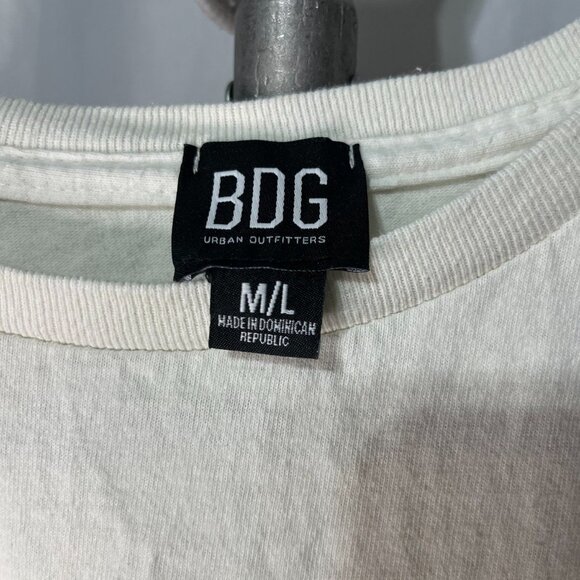 BDG
URBAN OUTFITTERS
M/L
MADE IN DOMINICAN
REPUBLIC